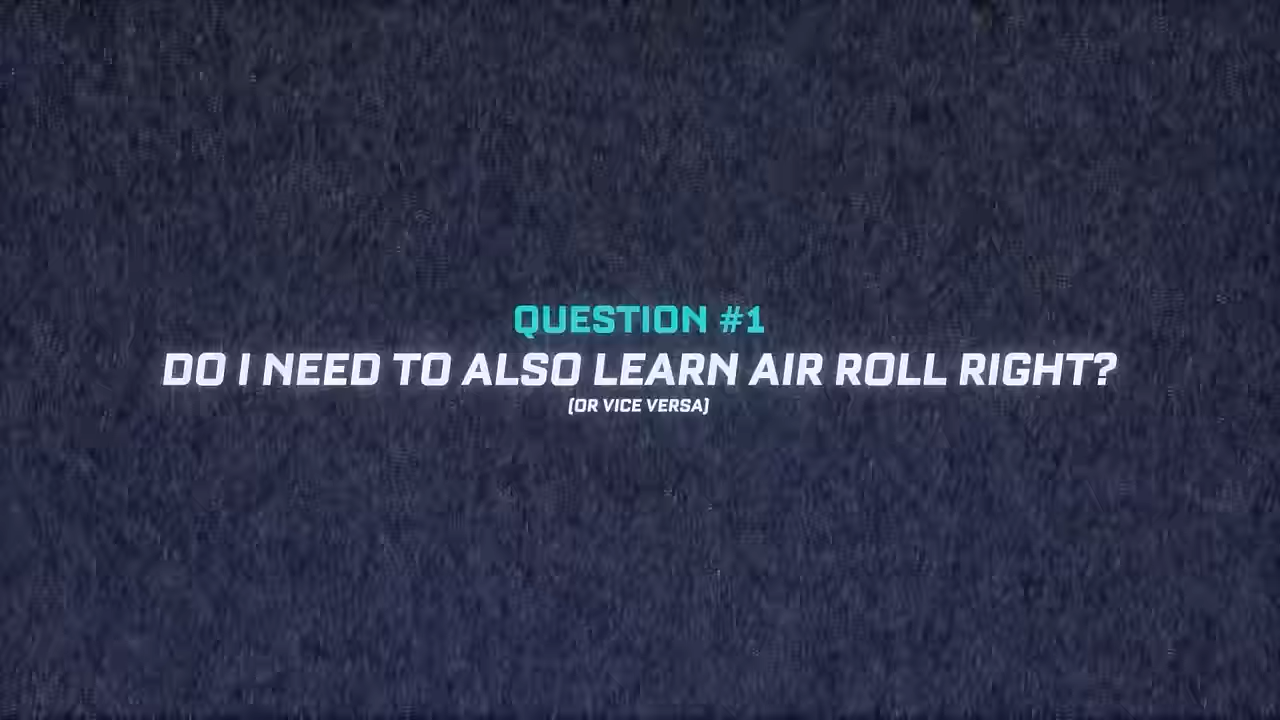 QUESTION #1
DO I NEED TO ALSO LEARN AIR ROLL RIGHT?
(OR VICE VERSA)